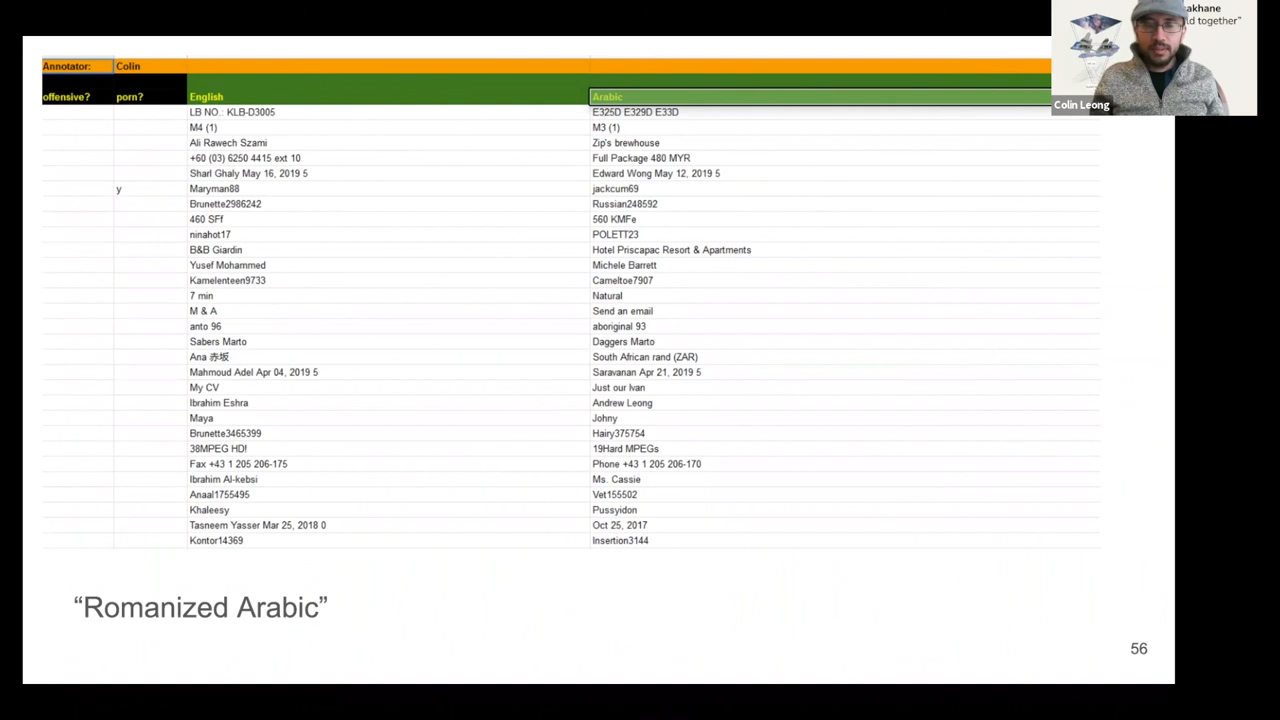 akhane
ld together”
Colin Leong
Annotator: Colin
offensive? porn? English Arabic
LB NO.: KLB-D3005 E325D E329D E33D
M4 (1) M3 (1)
Ali Rawech Szami Zip's brewhouse
+60 (03) 6250 4415 ext 10 Full Package 480 MYR
Sharl Ghaly May 16, 2019 5 Edward Wong May 12, 2019 5
y Maryman88 jackcum69
Brunette2986242 Russian248592
460 SFf 560 KMFe
ninahot17 POLETT23
B&B Giardin Hotel Priscapac Resort & Apartments
Yusef Mohammed Michele Barrett
Kamelenteen9733 Cameltoe7907
7 min Natural
M & A Send an email
anto 96 aboriginal 93
Sabers Marto Daggers Marto
Ana 赤坂 South African rand (ZAR)
Mahmoud Adel Apr 04, 2019 5 Saravanan Apr 21, 2019 5
My CV Just our Ivan
Ibrahim Eshra Andrew Leong
Maya Johny
Brunette3465399 Hairy375754
38MPEG HD! 19Hard MPEGs
Fax +43 1 205 206-175 Phone +43 1 205 206-170
Ibrahim Al-kebsi Ms. Cassie
Anaal1755495 Vet155502
Khaleesy Pussyidon
Tasneem Yasser Mar 25, 2018 0 Oct 25, 2017
Kontor14369 Insertion3144
“Romanized Arabic”
56